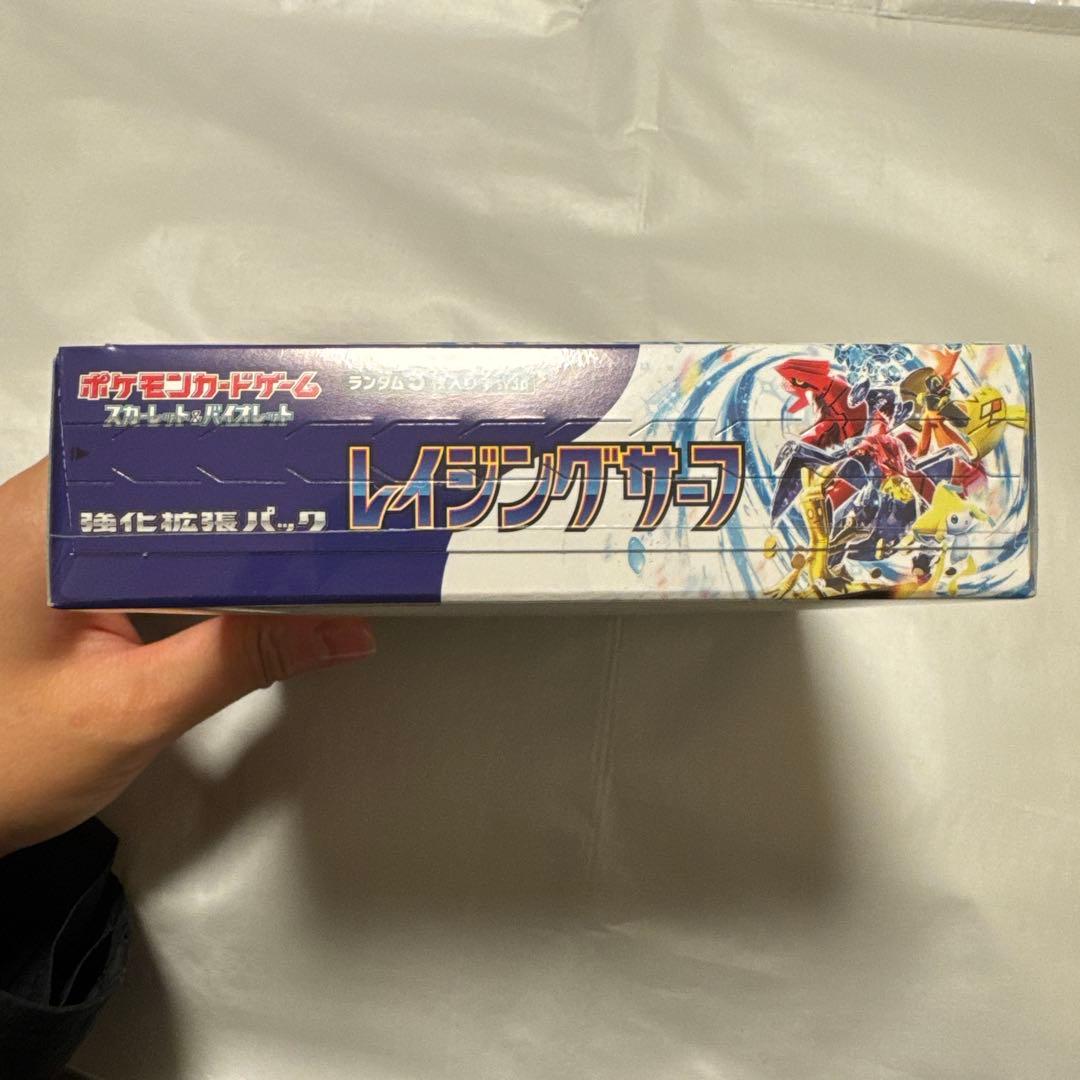 ポケモンカードゲーム
スカーレット&バイオレット
ランダム5枚入り
強化拡張パック
レイジングサーフ